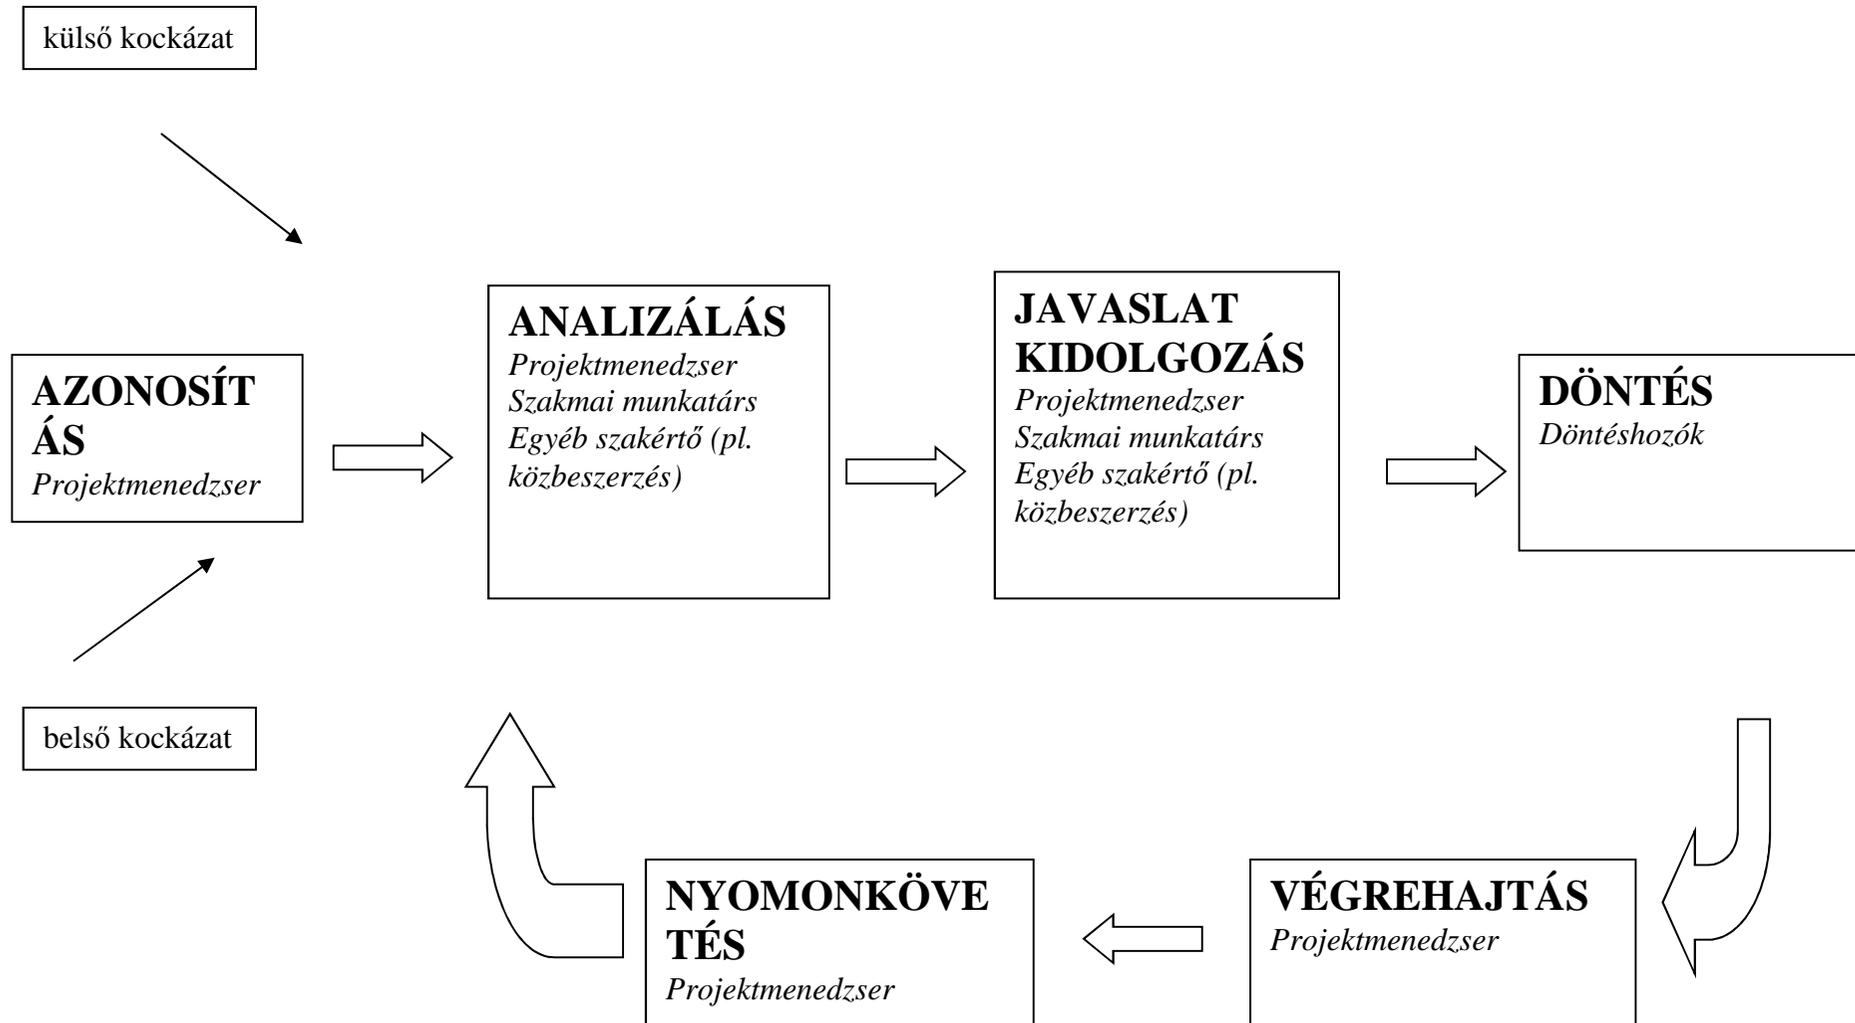 külső kockázat
AZONOSÍT
ÁS
Projektmenedzser
belső kockázat
ANALIZÁLÁS
Projektmenedzser
Szakmai munkatárs
Egyéb szakértő (pl.
közbeszerzés)
JAVASLAT
KIDOLGOZÁS
Projektmenedzser
Szakmai munkatárs
Egyéb szakértő (pl.
közbeszerzés)
DÖNTÉS
Döntéshozók
VÉGREHAJTÁS
Projektmenedzser
NYOMONKÖVE
TÉS
Projektmenedzser